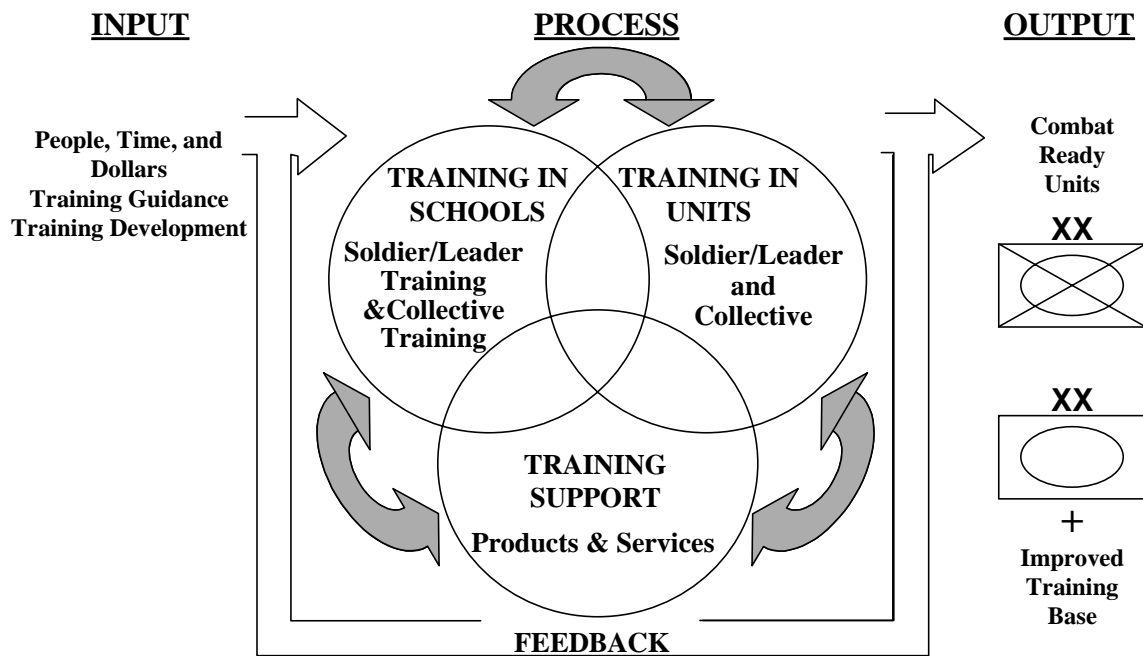 INPUT
PROCESS
OUTPUT
People, Time, and
Dollars
Training Guidance
Training Development
TRAINING IN
SCHOOLS
Soldier/Leader
Training
&Collective
Training
TRAINING IN
UNITS
Soldier/Leader
and
Collective
TRAINING
SUPPORT
Products & Services
FEEDBACK
Combat
Ready
Units
XX
XX
+
Improved
Training
Base